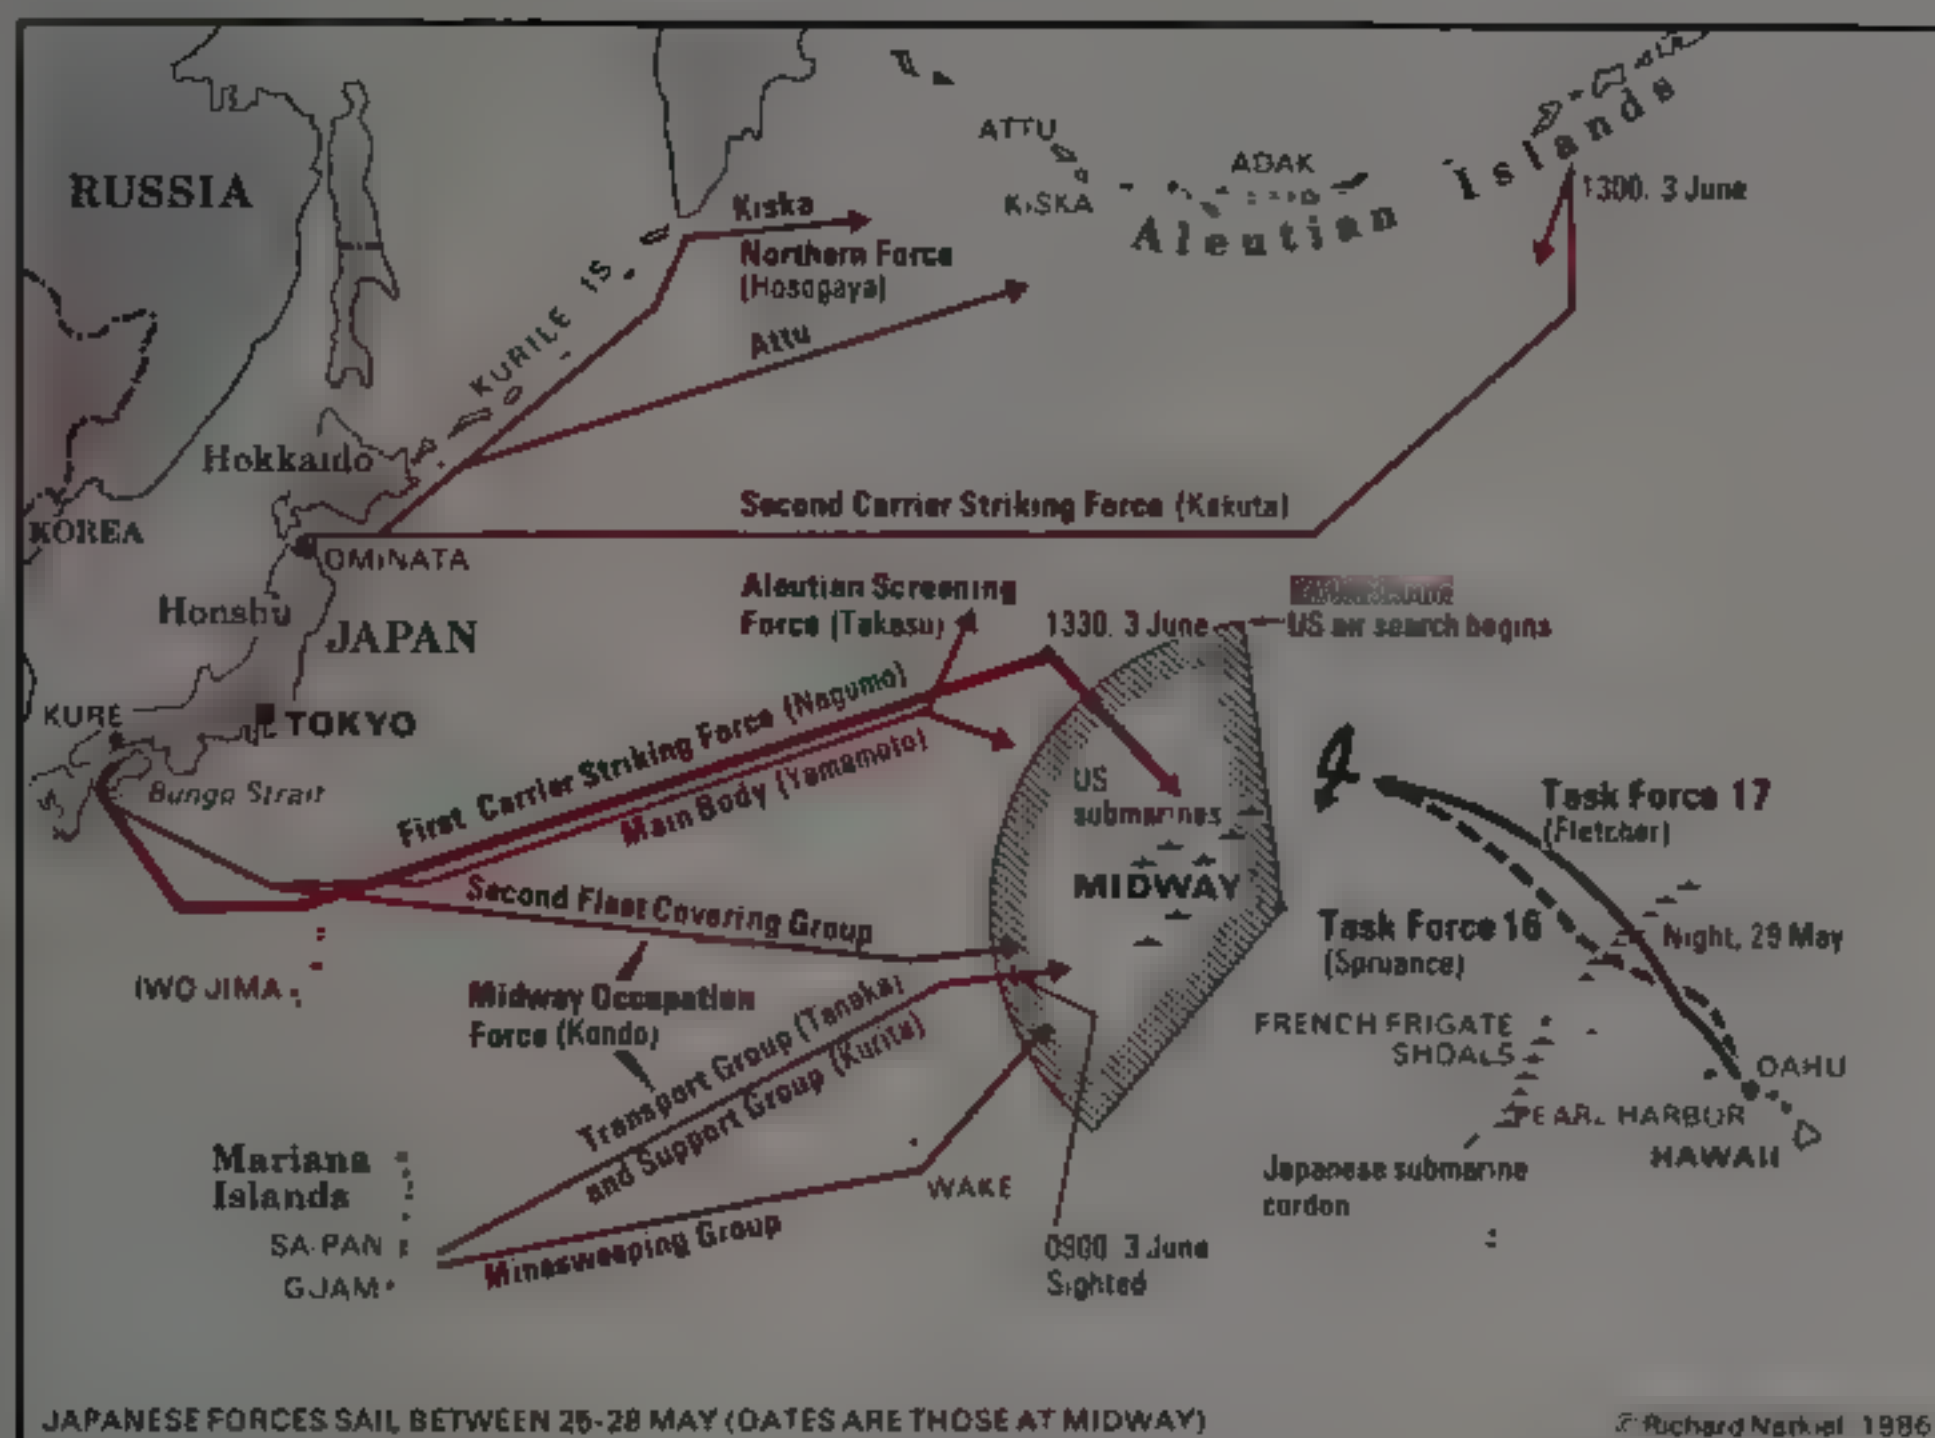 RUSSIA
ATTU
KISKA
ADAK
Aleutian Islands
1300. 3 June
Kiska
Northern Force
(Hosogaya)
KURILE IS
Attu
Hokkaido
KOREA
Second Carrier Striking Force (Kakuta)
OMINATA
Honshu
JAPAN
Aleutian Screening
Force (Takasu)
1330. 3 June
US air search begins
KURE
TOKYO
Bungo Strait
First Carrier Striking Force (Nagumo)
Main Body (Yamamoto)
US
submarines
MIDWAY
Task Force 17
(Fletcher)
Second Fleet Covering Group
Task Force 16
(Spruance)
Night, 29 May
IWO JIMA
Midway Occupation
Force (Kondo)
Transport Group (Tanaka)
and Support Group (Kurita)
FRENCH FRIGATE
SHOALS
OAHU
PEARL HARBOR
HAWAII
Mariana
Islands
SAIPAN
GUAM
Minesweeping Group
WAKE
Japanese submarine
cordon
0900 3 June
Sighted
JAPANESE FORCES SAIL BETWEEN 25-28 MAY (DATES ARE THOSE AT MIDWAY)
© Richard 1986